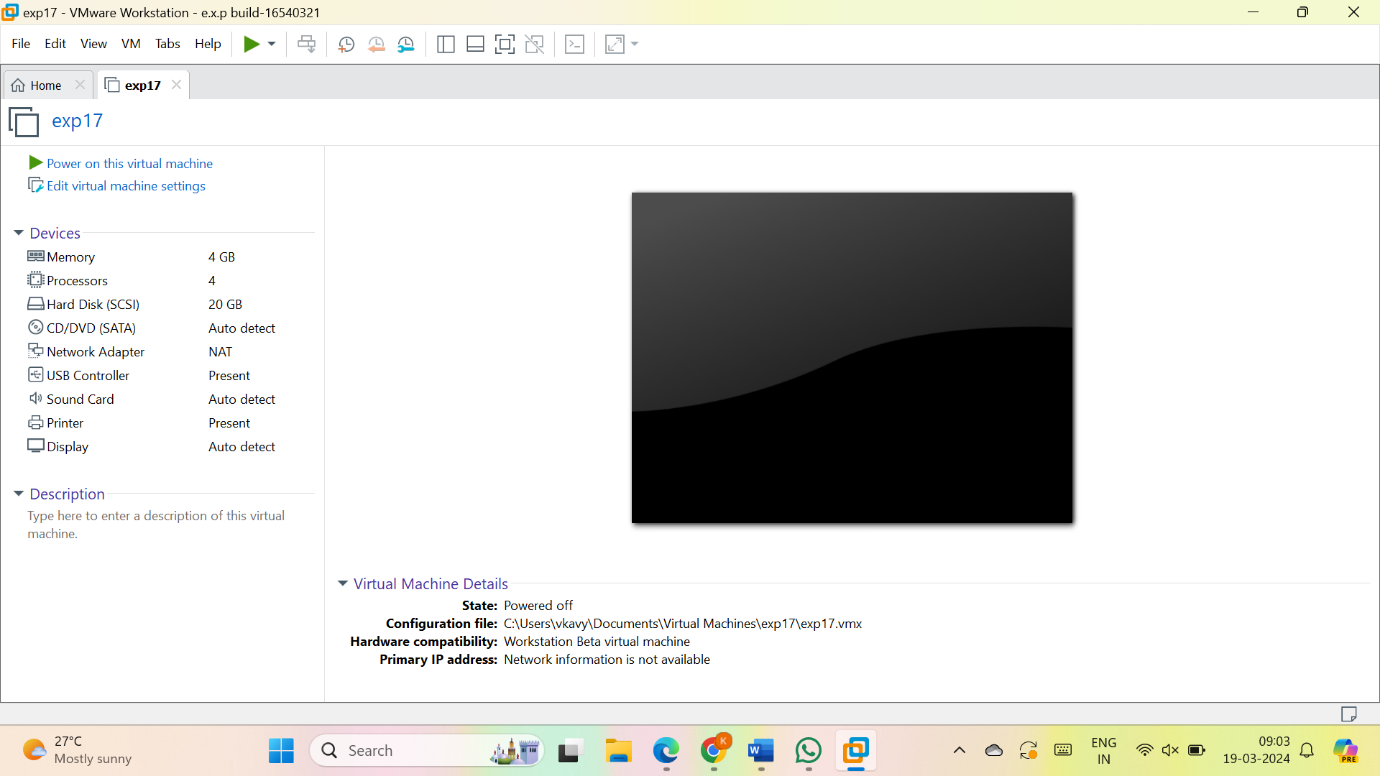 exp17 - VMware Workstation - e.x.p build-16540321
File Edit View VM Tabs Help
Home exp17
exp17
Power on this virtual machine
Edit virtual machine settings
Devices
Memory 4 GB
Processors 4
Hard Disk (SCSI) 20 GB
CD/DVD (SATA) Auto detect
Network Adapter NAT
USB Controller Present
Sound Card Auto detect
Printer Present
Display Auto detect
Description
Type here to enter a description of this virtual
machine.
Virtual Machine Details
State: Powered off
Configuration file: C:\Users\vkavy\Documents\Virtual Machines\exp17\exp17.vmx
Hardware compatibility: Workstation Beta virtual machine
Primary IP address: Network information is not available
27°C
Mostly sunny
Search
K
W
ENG
IN
09:03
19-03-2024
PRE